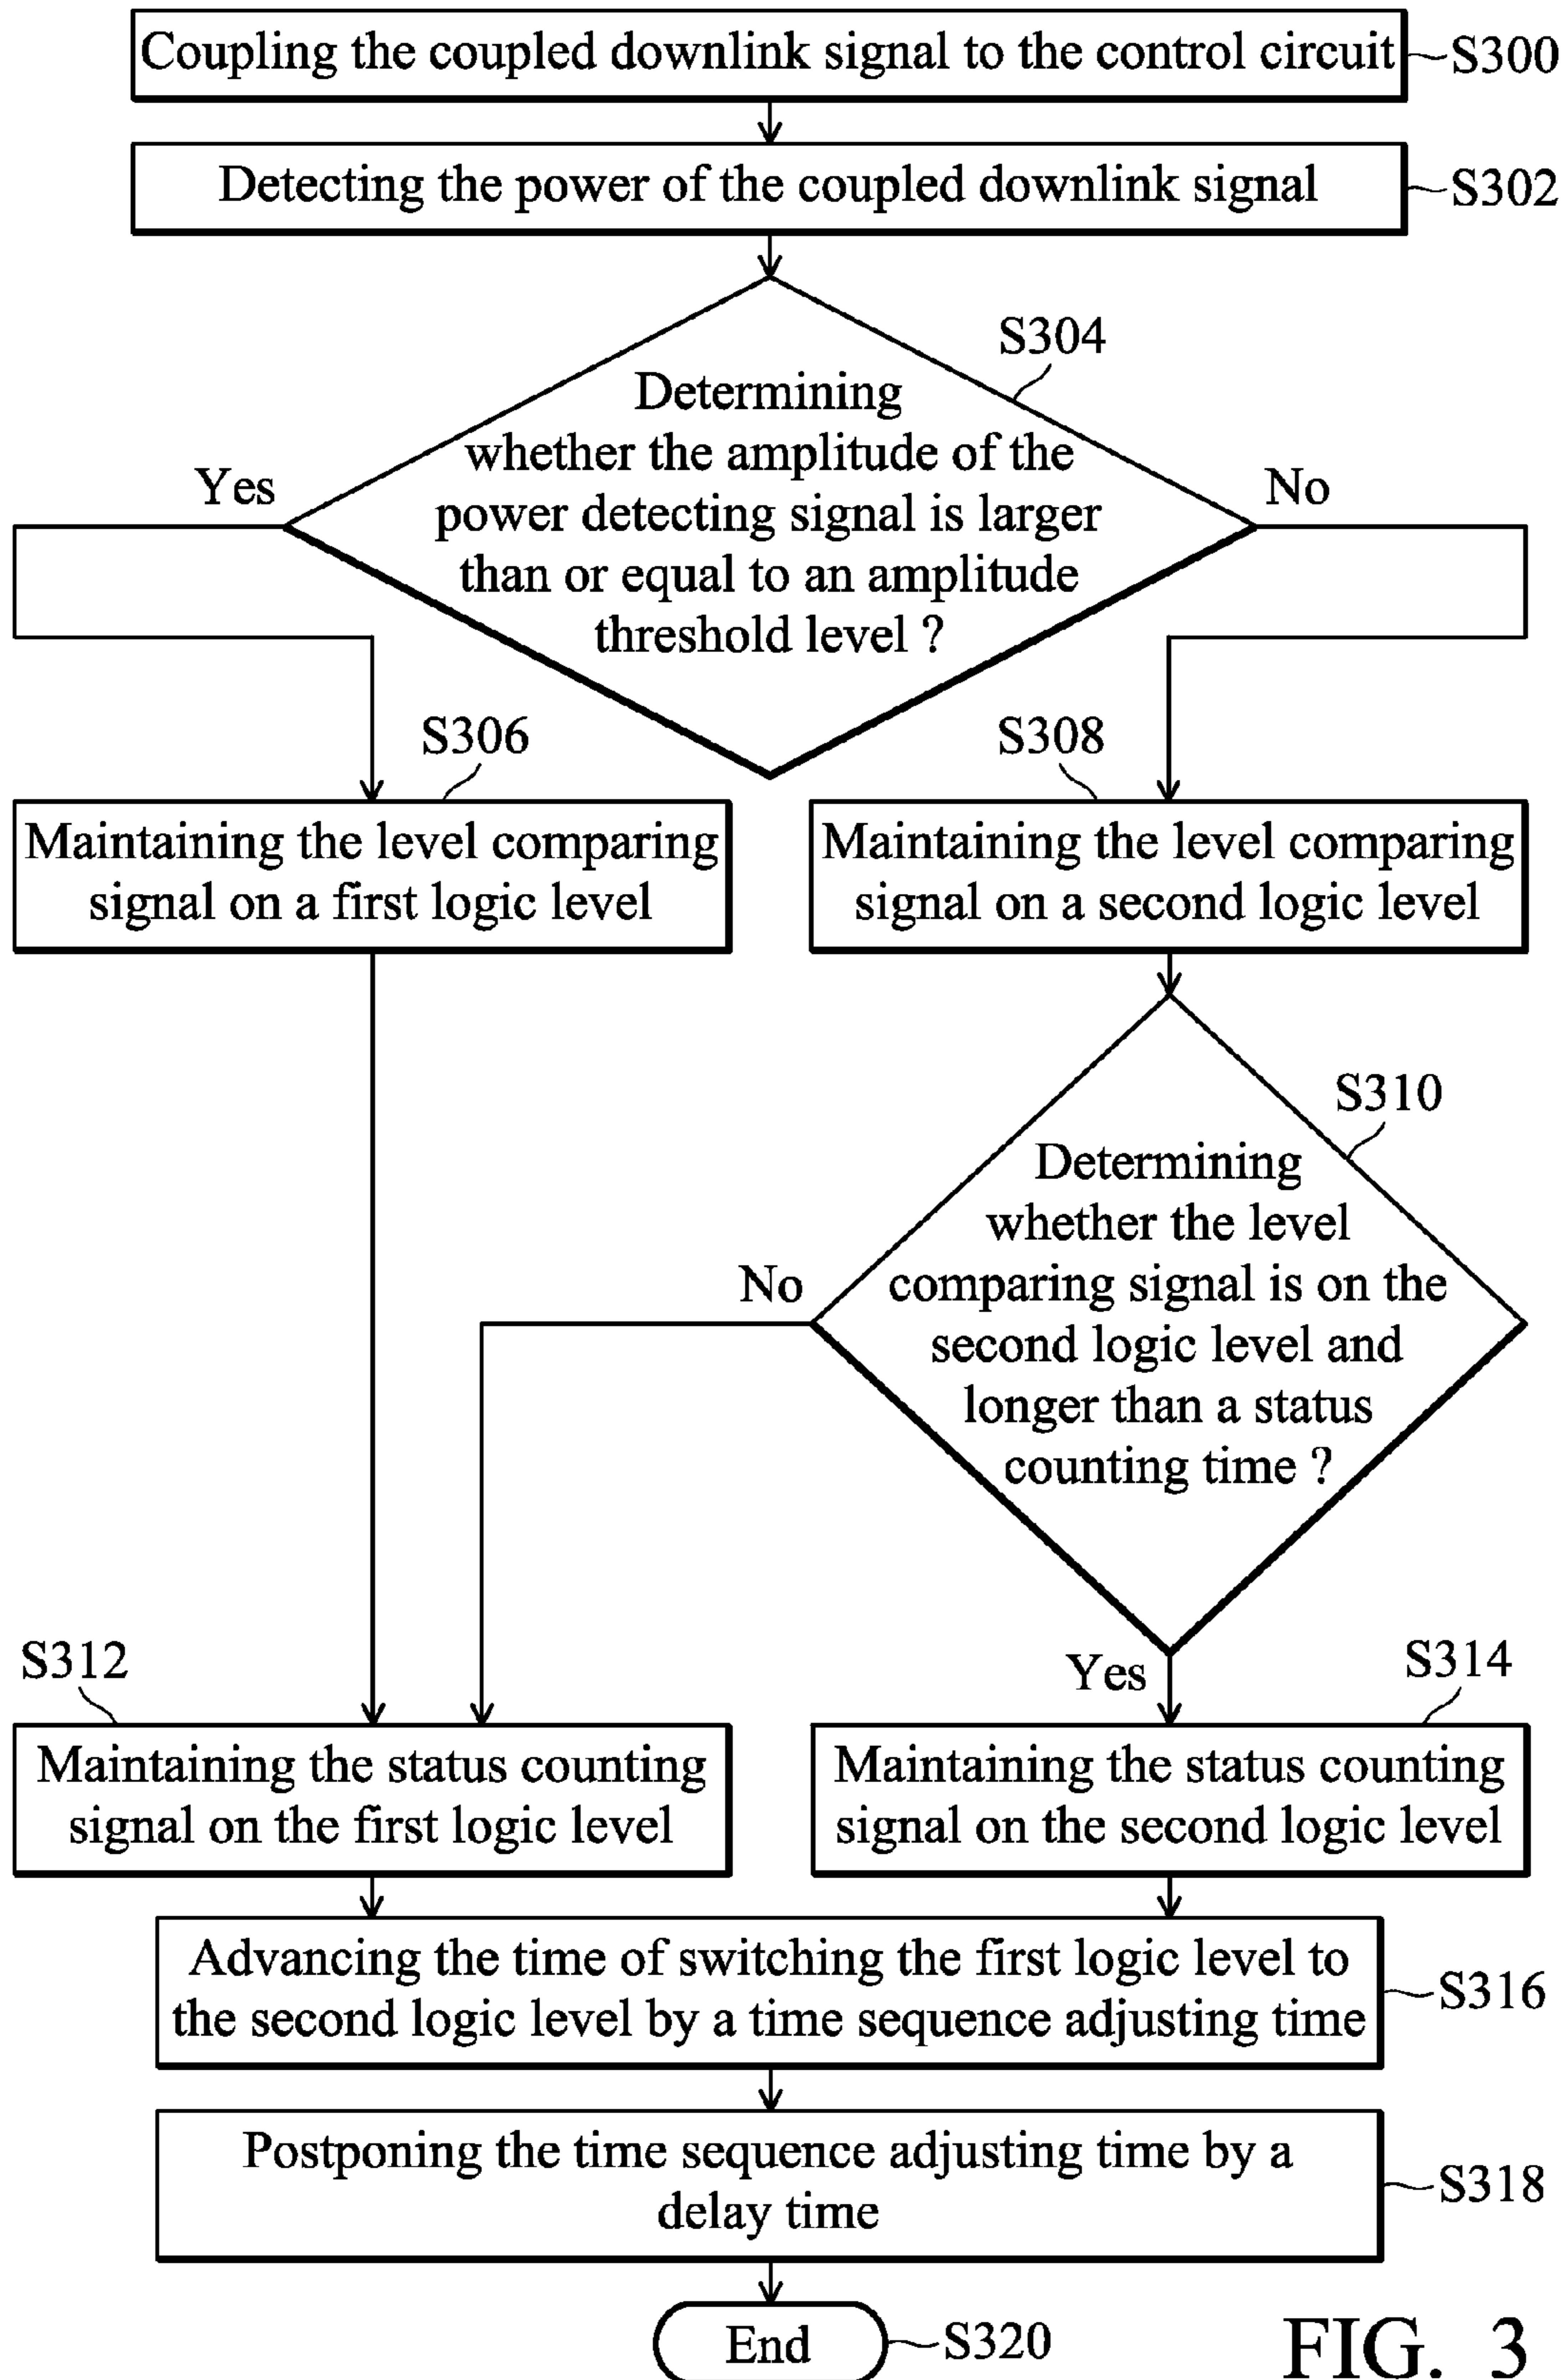 Coupling the coupled downlink signal to the control circuit
S300
Detecting the power of the coupled downlink signal
S302
S304
Determining
whether the amplitude of the
power detecting signal is larger
than or equal to an amplitude
threshold level ?
Yes
No
S306
S308
Maintaining the level comparing
signal on a first logic level
Maintaining the level comparing
signal on a second logic level
S310
Determining
whether the level
comparing signal is on the
second logic level and
longer than a status
counting time ?
No
Yes
S312
S314
Maintaining the status counting
signal on the first logic level
Maintaining the status counting
signal on the second logic level
Advancing the time of switching the first logic level to
the second logic level by a time sequence adjusting time
S316
Postponing the time sequence adjusting time by a
delay time
S318
End
S320
FIG. 3